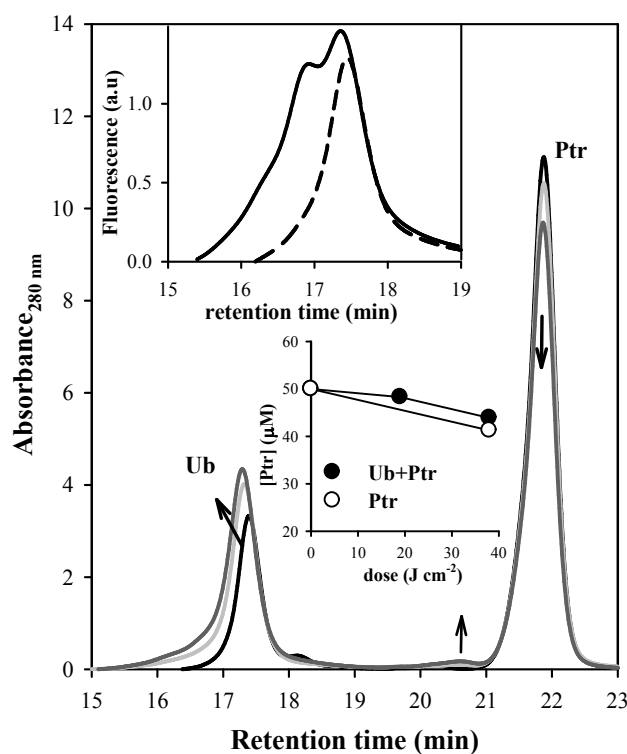 14
12
10
8
6
4
2
0
Absorbance280 nm
15 16 17 18 19 20 21 22 23
Retention time (min)
Ub
Ptr
1.0
0.5
0.0
Fluorescence (a.u)
15 16 17 18 19
retention time (min)
60
50
40
30
20
[Ptr] (μM)
Ub+Ptr
Ptr
0 10 20 30 40
dose (J cm-2)